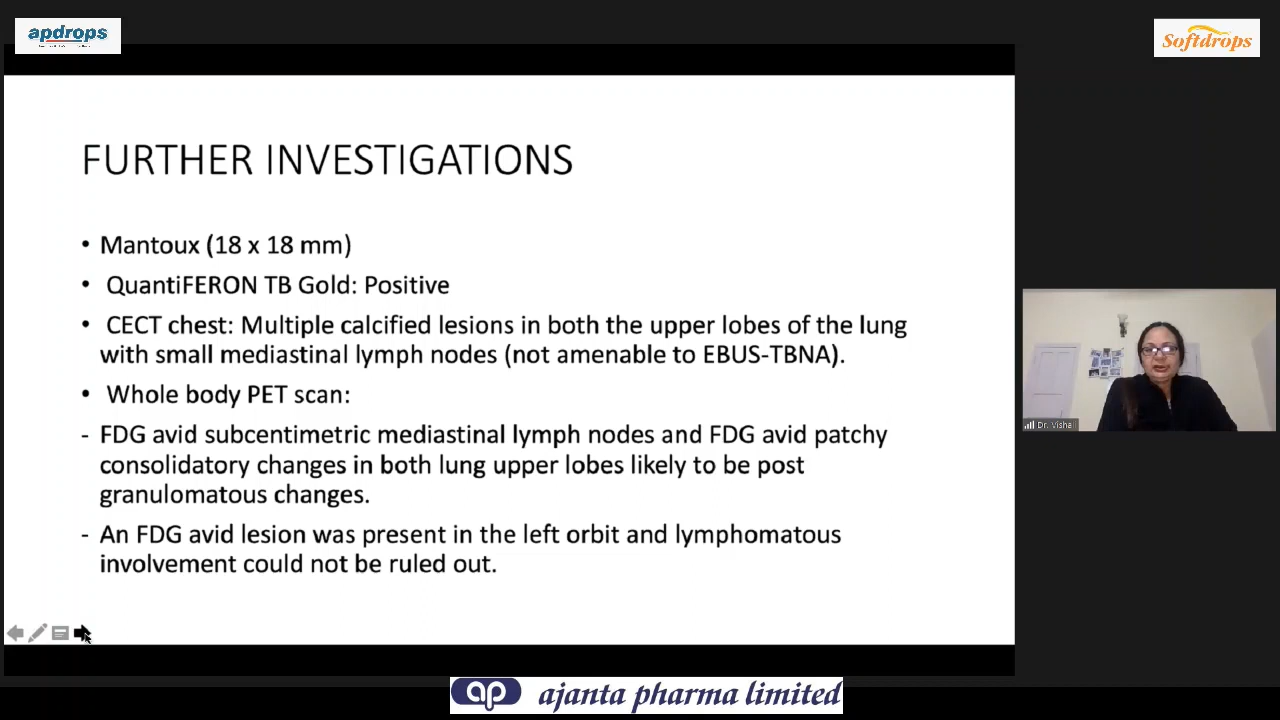 apdrops
Softdrops
FURTHER INVESTIGATIONS
• Mantoux (18 x 18 mm)
• QuantiFERON TB Gold: Positive
• CECT chest: Multiple calcified lesions in both the upper lobes of the lung
with small mediastinal lymph nodes (not amenable to EBUS-TBNA).
• Whole body PET scan:
- FDG avid subcentimetric mediastinal lymph nodes and FDG avid patchy
consolidatory changes in both lung upper lobes likely to be post
granulomatous changes.
- An FDG avid lesion was present in the left orbit and lymphomatous
involvement could not be ruled out.
Dr. Vishali
ap ajanta pharma limited